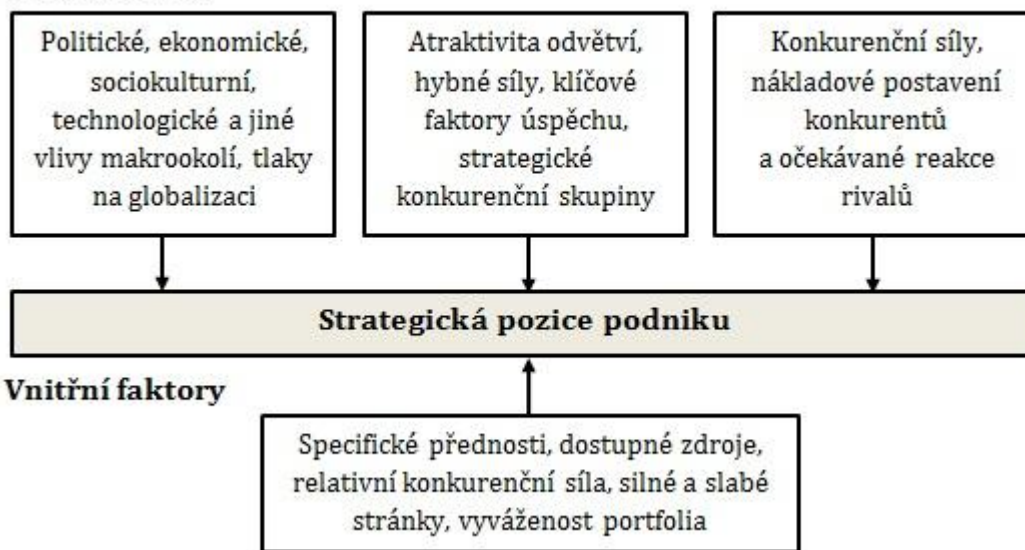 Politické, ekonomické,
sociokulturní,
technologické a jiné
vlivy makrookolí, tlaky
na globalizaci
Atraktivita odvětví,
hybné síly, klíčové
faktory úspěchu,
strategické
konkurenční skupiny
Konkurenční síly,
nákladové postavení
konkurentů
a očekávané reakce
rivalů
Strategická pozice podniku
Vnitřní faktory
Specifické přednosti, dostupné zdroje,
relativní konkurenční síla, silné a slabé
stránky, vyváženost portfolia